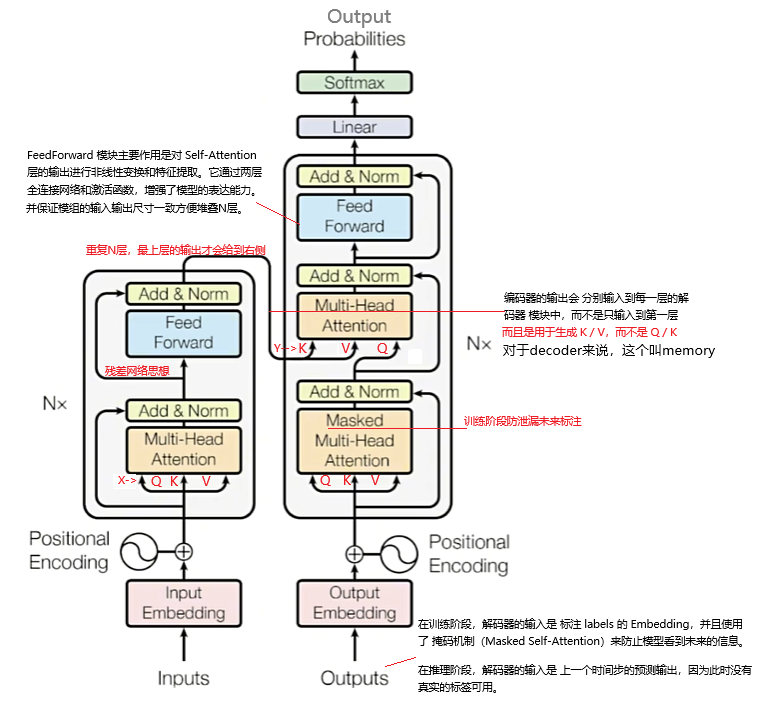 Output
Probabilities
Softmax
Linear
FeedForward 模块主要作用是对 Self-Attention
层的输出进行非线性变换和特征提取。它通过两层
全连接网络和激活函数，增强了模型的表达能力。
并保证模组的输入输出尺寸一致方便堆叠N层。
Add & Norm
Feed
Forward
重复N层，最上层的输出才会给到右侧
Add & Norm
Multi-Head
Attention
Y-->K
V
Q
编码器的输出会 分别输入到每一层的解
码器 模块中，而不是只输入到第一层
而且是用于生成 K / V，而不是 Q / K
对于decoder来说，这个叫memory
N×
Add & Norm
Feed
Forward
残差网络思想
N×
Add & Norm
Multi-Head
Attention
X->
Q
K
V
Add & Norm
Masked
Multi-Head
Attention
Q
K
V
训练阶段防泄漏未来标注
Positional
Encoding
Positional
Encoding
Input
Embedding
Output
Embedding
在训练阶段，解码器的输入是 标注 labels 的 Embedding，并且使用
了 掩码机制（Masked Self-Attention）来防止模型看到未来的信息。
在推理阶段，解码器的输入是 上一个时间步的预测输出，因为此时没有
真实的标签可用。
Inputs
Outputs